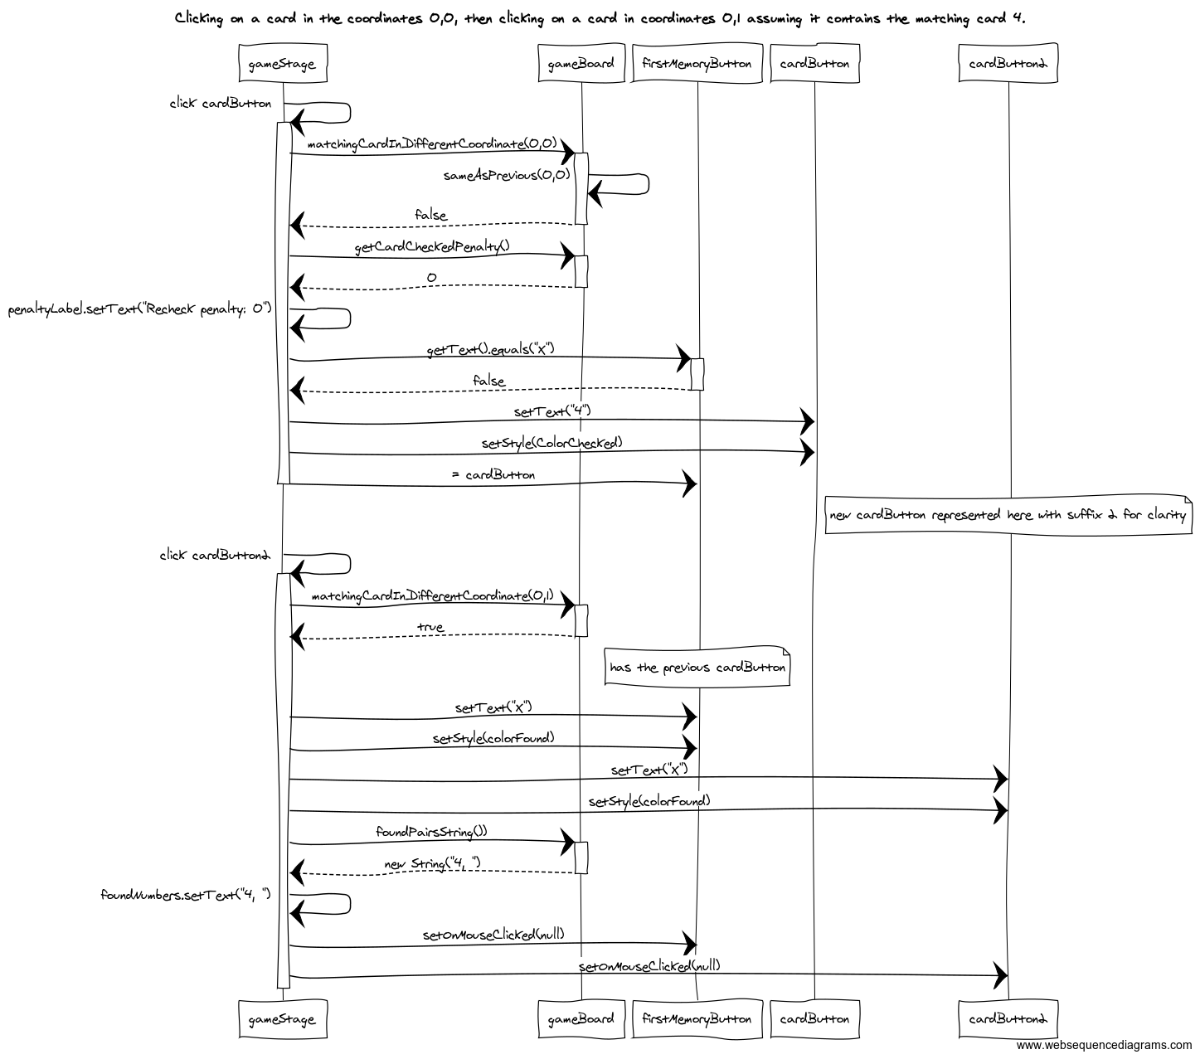 Clicking on a card in the coordinates 0,0, then clicking on a card in coordinates 0,1 assuming it contains the matching card 4.
gameStage
gameBoard
firstMemoryButton
cardButton
cardButton2
click cardButton
matchingCardInDifferentCoordinate(0,0)
sameAsPrevious(0,0)
false
getCardCheckedPenalty()
0
penaltyLabel.setText("Recheck penalty: 0")
getText().equals("X")
false
setText("4")
setStyle(ColorChecked)
= cardButton
new cardButton represented here with suffix 2 for clarity
click cardButton2
matchingCardInDifferentCoordinate(0,1)
true
has the previous cardButton
setText("X")
setStyle(colorFound)
setText("X")
setStyle(colorFound)
foundPairsString())
new String("4, ")
foundNumbers.setText("4, ")
setOnMouseClicked(null)
setOnMouseClicked(null)
gameStage
gameBoard
firstMemoryButton
cardButton
cardButton2
www.websequencediagrams.com